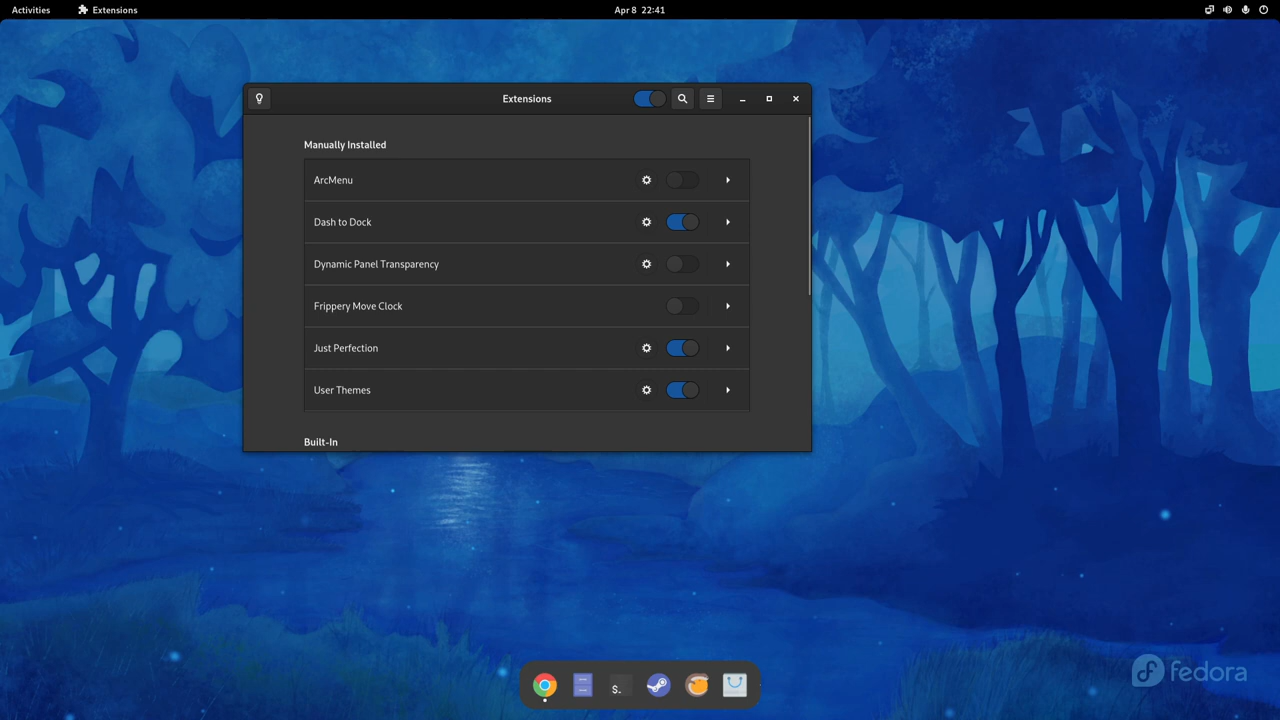 Activities Extensions Apr 8 22:41
Extensions
Manually Installed
ArcMenu
Dash to Dock
Dynamic Panel Transparency
Frippery Move Clock
Just Perfection
User Themes
Built-In
$_
fedora